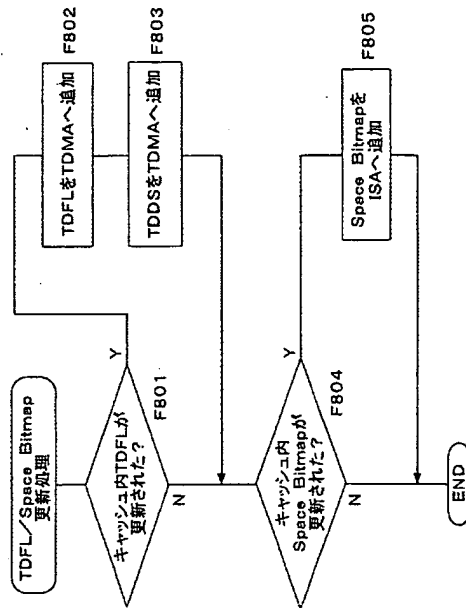 TDFL／Space Bitmap
更新処理
キャッシュ内TDFLが
更新された？
F801
Y
N
TDFLをTDMAへ追加
F802
TDDSをTDMAへ追加
F803
キャッシュ内
Space Bitmapが
更新された？
F804
Y
N
Space Bitmapを
ISAへ追加
F805
END